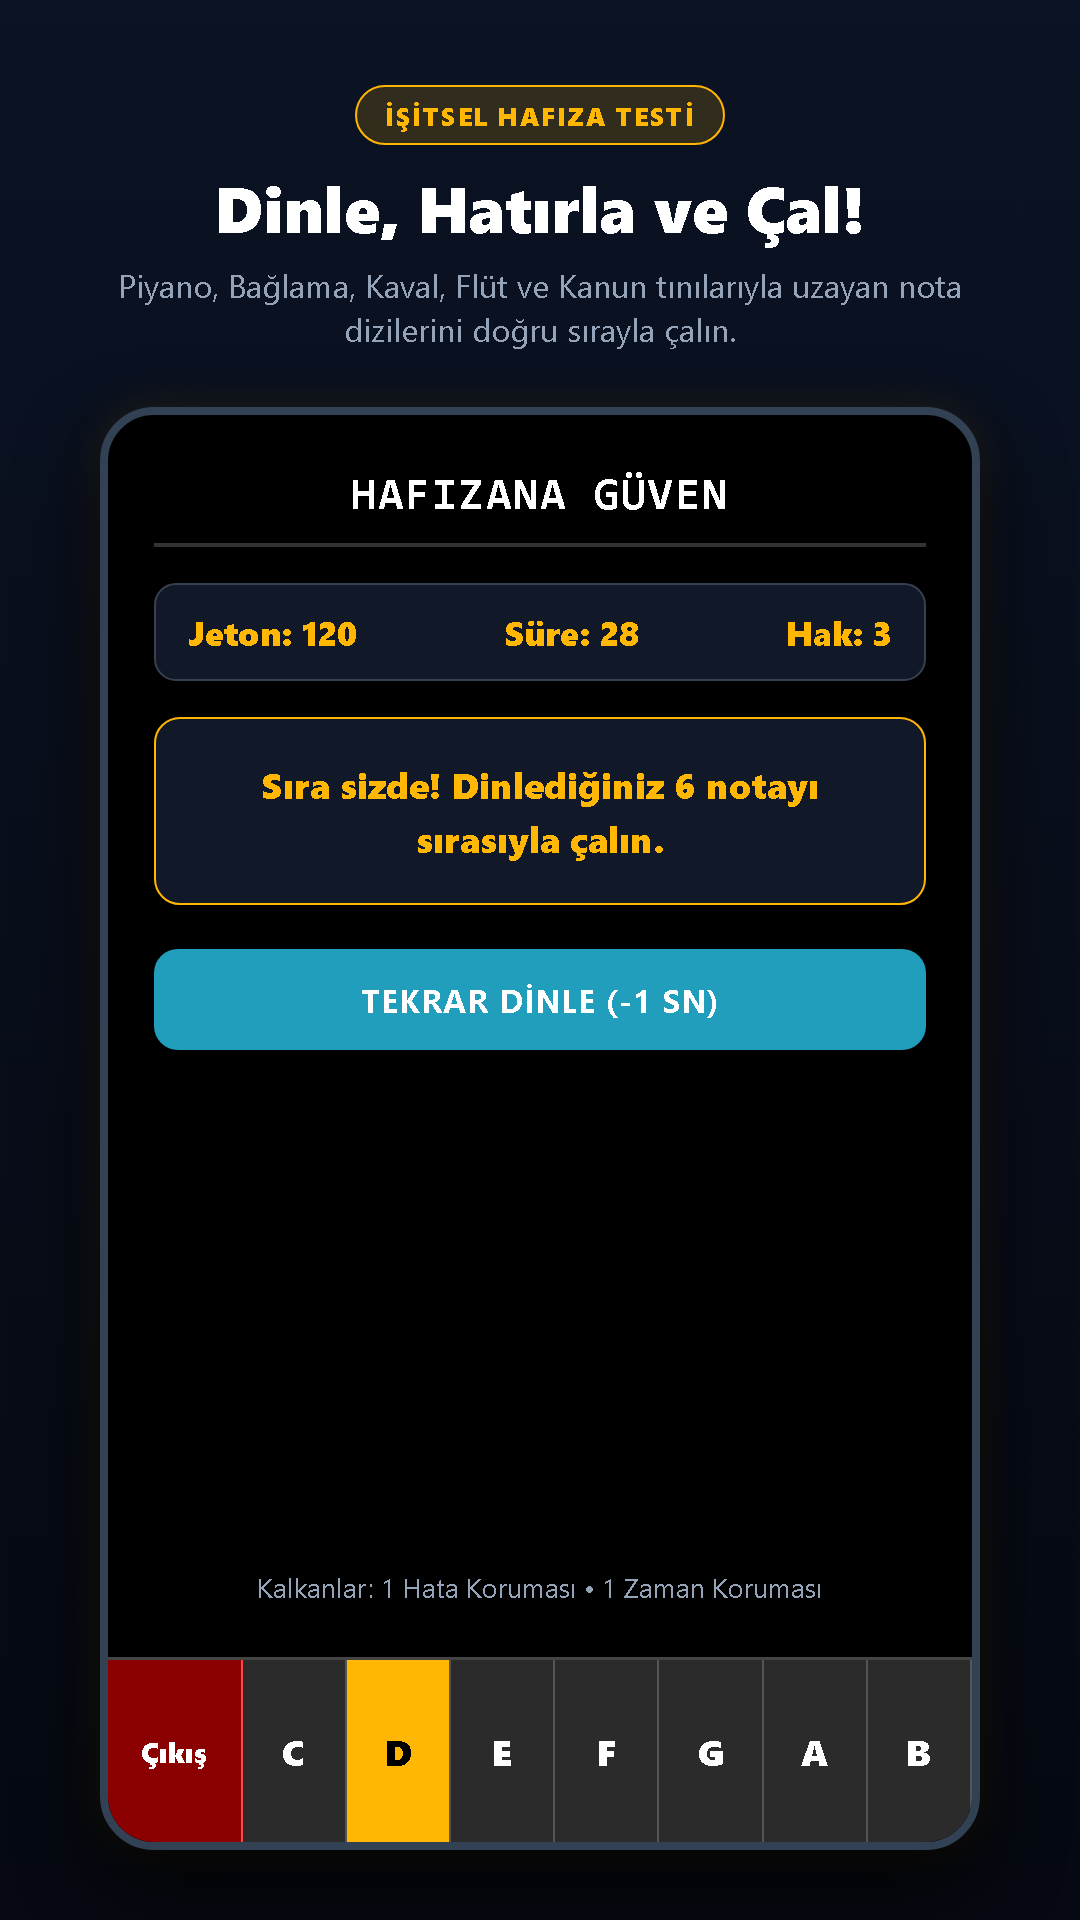 İŞİTSEL HAFIZA TESTİ
Dinle, Hatırla ve Çal!
Piyano, Bağlama, Kaval, Flüt ve Kanun tınılarıyla uzayan nota
dizilerini doğru sırayla çalın.
HAFIZANA GÜVEN
Jeton: 120 Süre: 28 Hak: 3
Sıra sizde! Dinlediğiniz 6 notayı
sırasıyla çalın.
TEKRAR DİNLE (-1 SN)
Kalkanlar: 1 Hata Koruması • 1 Zaman Koruması
Çıkış C D E F G A B